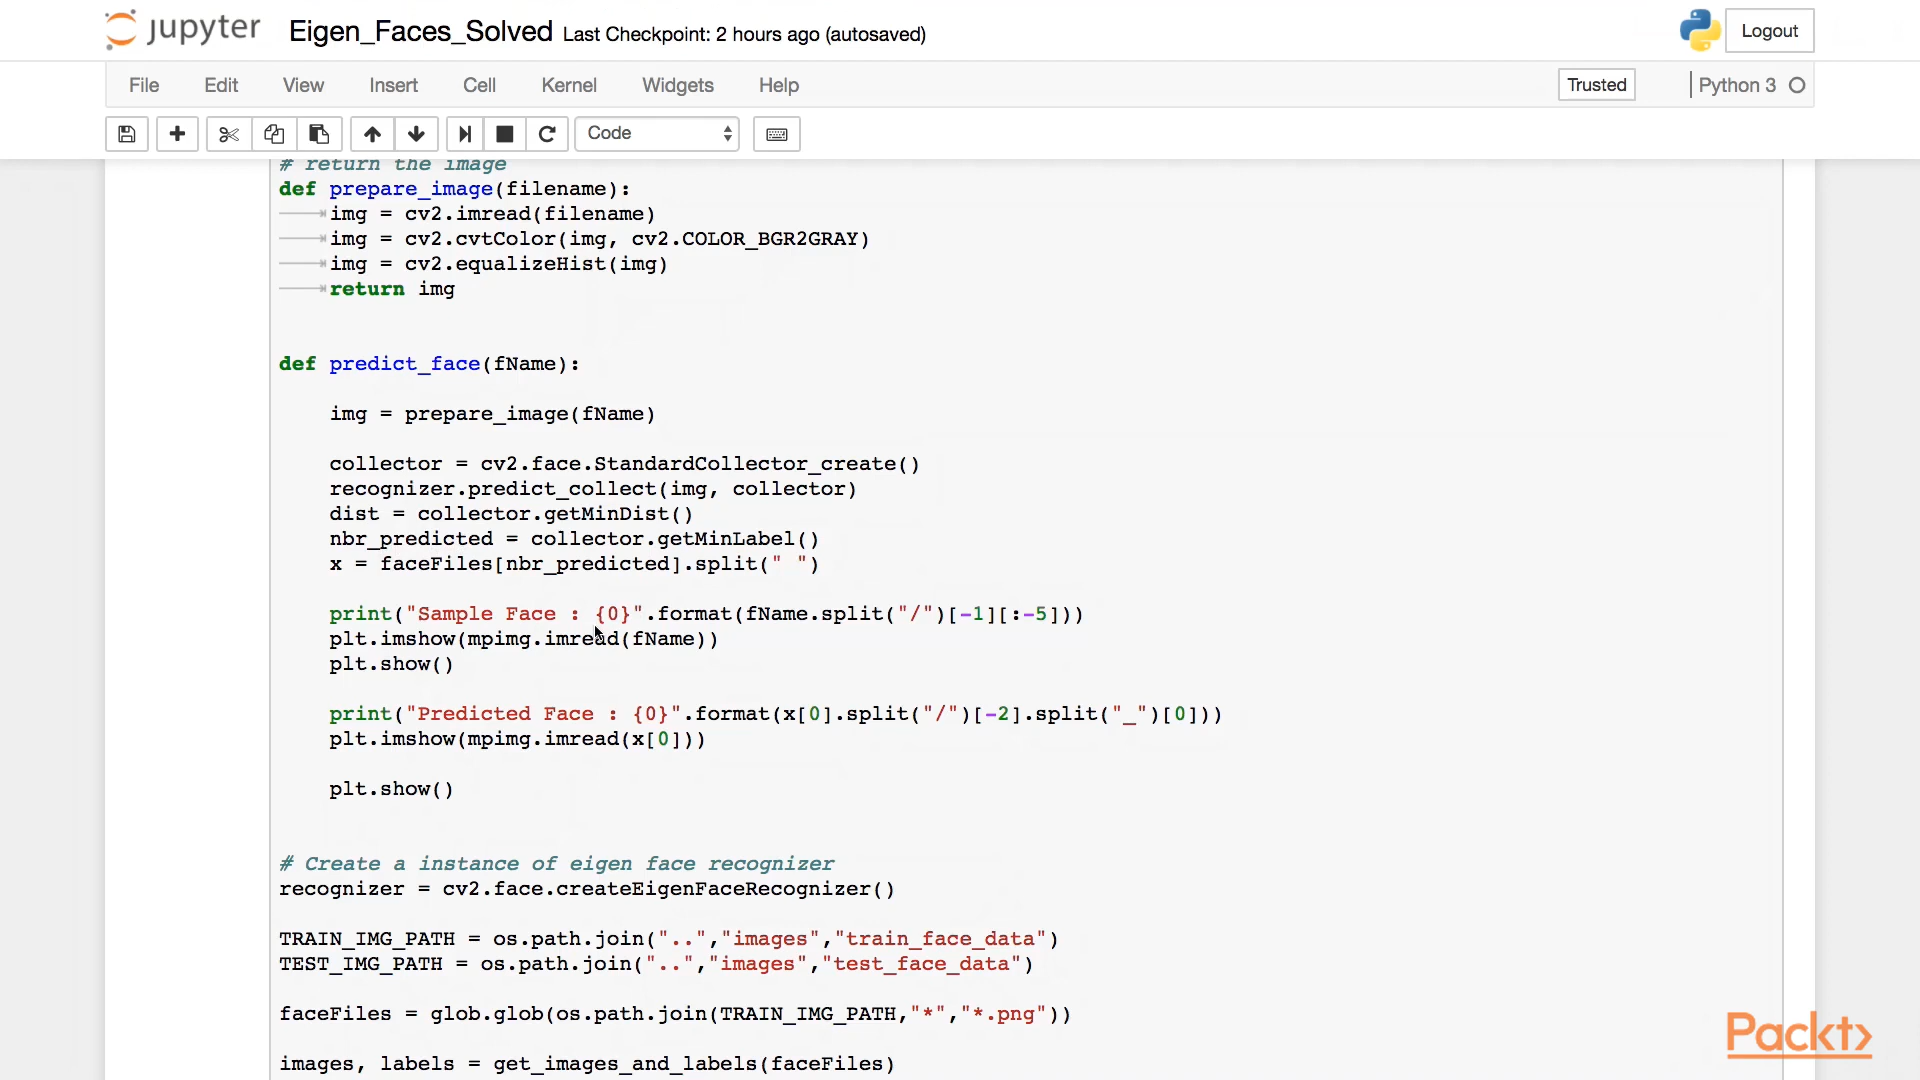 jupyter Eigen_Faces_Solved Last Checkpoint: 2 hours ago (autosaved) Logout
File Edit View Insert Cell Kernel Widgets Help Trusted Python 3
Code
# return the image
def prepare_image(filename):
img = cv2.imread(filename)
img = cv2.cvtColor(img, cv2.COLOR_BGR2GRAY)
img = cv2.equalizeHist(img)
return img
def predict_face(fName):
img = prepare_image(fName)
collector = cv2.face.StandardCollector_create()
recognizer.predict_collect(img, collector)
dist = collector.getMinDist()
nbr_predicted = collector.getMinLabel()
x = faceFiles[nbr_predicted].split(" ")
print("Sample Face : {0}".format(fName.split("/")[-1][:-5]))
plt.imshow(mpimg.imread(fName))
plt.show()
print("Predicted Face : {0}".format(x[0].split("/")[-2].split("_")[0]))
plt.imshow(mpimg.imread(x[0]))
plt.show()
# Create a instance of eigen face recognizer
recognizer = cv2.face.createEigenFaceRecognizer()
TRAIN_IMG_PATH = os.path.join("..","images","train_face_data")
TEST_IMG_PATH = os.path.join("..","images","test_face_data")
faceFiles = glob.glob(os.path.join(TRAIN_IMG_PATH,"*","*.png"))
images, labels = get_images_and_labels(faceFiles)
Packt>